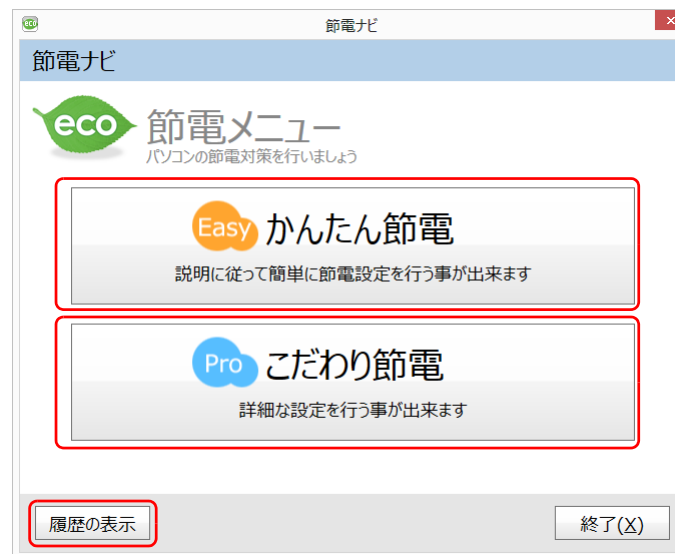 節電ナビ
節電ナビ
eco
節電メニュー
パソコンの節電対策を行いましょう
Easy かんたん節電
説明に従って簡単に節電設定を行う事が出来ます
Pro こだわり節電
詳細な設定を行う事が出来ます
履歴の表示 終了(X)